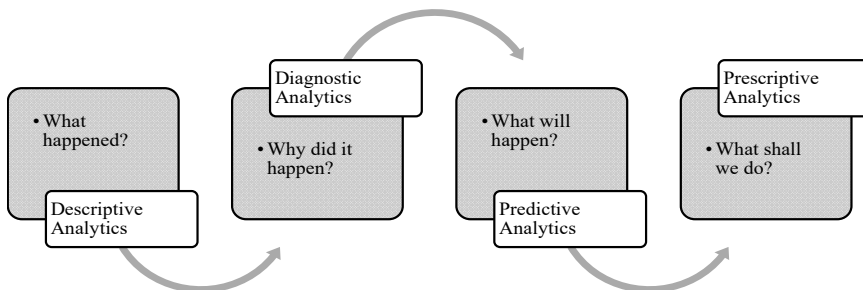 • What
happened?
Descriptive
Analytics
Diagnostic
Analytics
• Why did it
happen?
• What will
happen?
Predictive
Analytics
Prescriptive
Analytics
• What shall
we do?